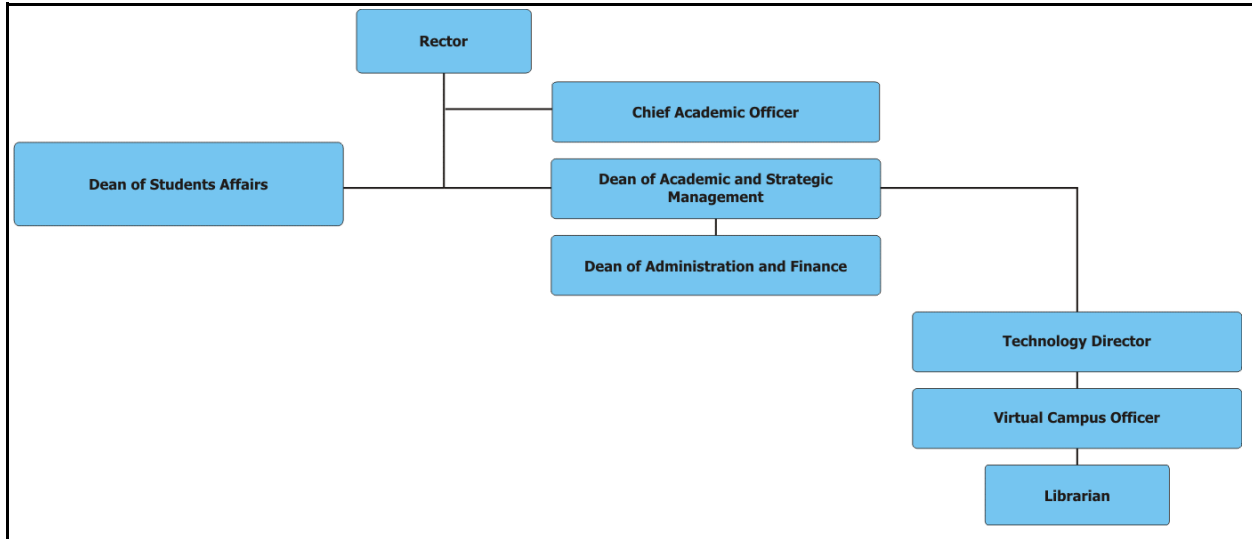 Rector
Chief Academic Officer
Dean of Students Affairs
Dean of Academic and Strategic
Management
Dean of Administration and Finance
Technology Director
Virtual Campus Officer
Librarian